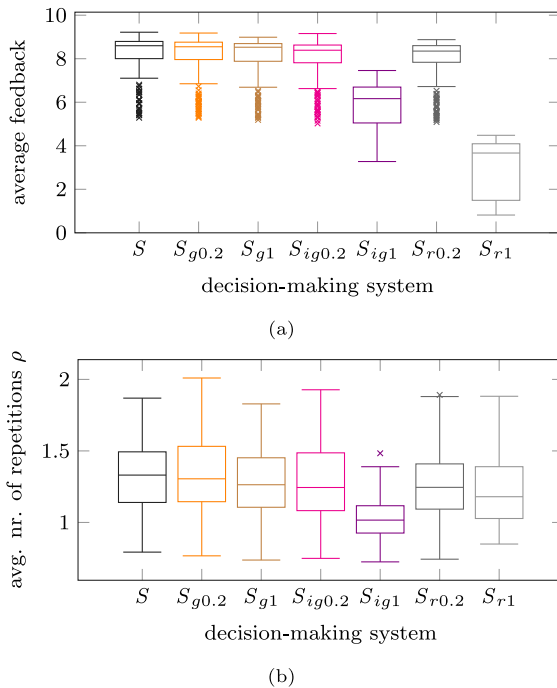 10
8
6
4
2
0
average feedback
S S_{g0.2} S_{g1} S_{ig0.2} S_{ig1} S_{r0.2} S_{r1}
decision-making system
(a)
2
1.5
1
avg. nr. of repetitions ρ
S S_{g0.2} S_{g1} S_{ig0.2} S_{ig1} S_{r0.2} S_{r1}
decision-making system
(b)